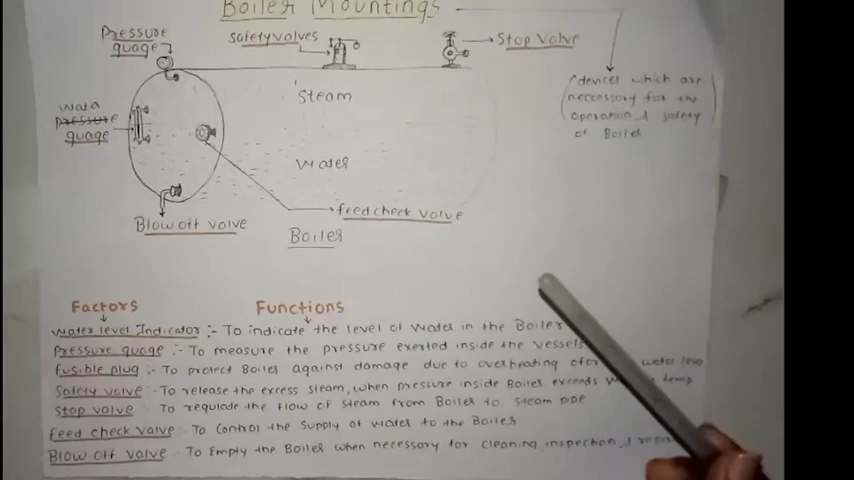 Boiler Mountings
Pressure
guage
safety valves
Stop valve
devices which are
neccessary for the
operation & safety
of Boiler
wata
pressure
guage
Steam
Water
feed check valve
Blow off valve
Boiler
Factors
Functions
Water level Indicator :- To indicate the level of water in the Boiler
Pressure guage :- To measure the pressure exerted inside the vessels
fusible plug :- To protect Boiler against damage due to overheating water level
Safety valve :- To release the excess steam, when pressure inside Boiler exceeds temp
Stop valve To regulate the flow of steam from Boiler to steam pipe
feed check valve :- To Control the Supply of water to the Boiler
Blow off valve To Empty the Boiler when necessary for cleaning, inspection &